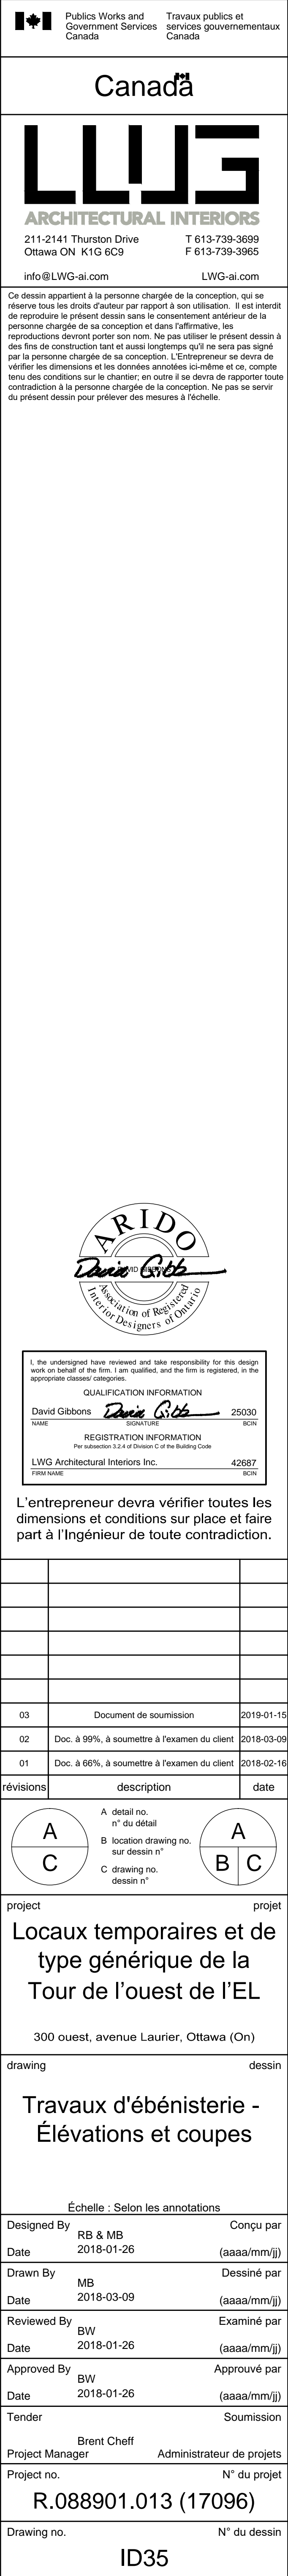 Publics Works and
Government Services
Canada
Travaux publics et
services gouvernementaux
Canada
Canada
LWG
ARCHITECTURAL INTERIORS
211-2141 Thurston Drive T 613-739-3699
Ottawa ON K1G 6C9 F 613-739-3965
info@LWG-ai.com LWG-ai.com
Ce dessin appartient à la personne chargée de la conception, qui se
réserve tous les droits d'auteur par rapport à son utilisation. Il est interdit
de reproduire le présent dessin sans le consentement antérieur de la
personne chargée de sa conception et dans l'affirmative, les
reproductions devront porter son nom. Ne pas utiliser le présent dessin à
des fins de construction tant et aussi longtemps qu'il ne sera pas signé
par la personne chargée de sa conception. L'Entrepreneur se devra de
vérifier les dimensions et les données annotées ici-même et ce, compte
tenu des conditions sur le chantier; en outre il se devra de rapporter toute
contradiction à la personne chargée de la conception. Ne pas se servir
du présent dessin pour prélever des mesures à l'échelle.
ARIDO
DAVID GIBBONS
David Gibb
Association of Registered
Interior Designers of Ontario
I, the undersigned have reviewed and take responsibility for this design
work on behalf of the firm. I am qualified, and the firm is registered, in the
appropriate classes/ categories.
QUALIFICATION INFORMATION
David Gibbons David Gibb 25030
NAME SIGNATURE BCIN
REGISTRATION INFORMATION
Per subsection 3.2.4 of Division C of the Building Code
LWG Architectural Interiors Inc. 42687
FIRM NAME BCIN
L'entrepreneur devra vérifier toutes les
dimensions et conditions sur place et faire
part à l'Ingénieur de toute contradiction.
03 Document de soumission 2019-01-15
02 Doc. à 99%, à soumettre à l'examen du client 2018-03-09
01 Doc. à 66%, à soumettre à l'examen du client 2018-02-16
révisions description date
A
C
A detail no.
n° du détail
B location drawing no.
sur dessin n°
C drawing no.
dessin n°
A
B C
project projet
Locaux temporaires et de
type générique de la
Tour de l'ouest de l'EL
300 ouest, avenue Laurier, Ottawa (On)
drawing dessin
Travaux d'ébénisterie -
Élévations et coupes
Échelle : Selon les annotations
Designed By Conçu par
RB & MB
Date 2018-01-26 (aaaa/mm/jj)
Drawn By Dessiné par
MB
Date 2018-03-09 (aaaa/mm/jj)
Reviewed By Examiné par
BW
Date 2018-01-26 (aaaa/mm/jj)
Approved By Approuvé par
BW
Date 2018-01-26 (aaaa/mm/jj)
Tender Soumission
Brent Cheff
Project Manager Administrateur de projets
Project no. N° du projet
R.088901.013 (17096)
Drawing no. N° du dessin
ID35